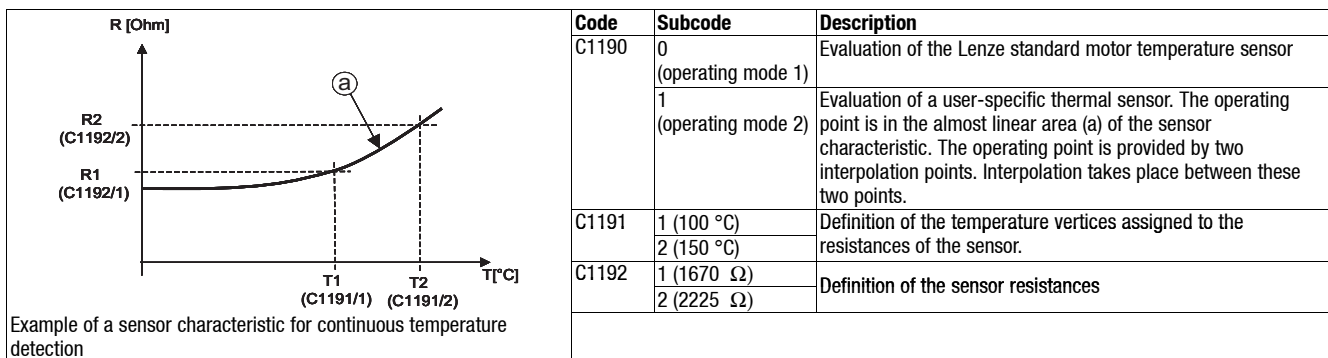 R [Ohm]
a
R2
(C1192/2)
R1
(C1192/1)
T1
(C1191/1)
T2
(C1191/2)
T[°C]
Example of a sensor characteristic for continuous temperature
detection
Code Subcode Description
C1190 0
(operating mode 1)
Evaluation of the Lenze standard motor temperature sensor
1
(operating mode 2)
Evaluation of a user-specific thermal sensor. The operating
point is in the almost linear area (a) of the sensor
characteristic. The operating point is provided by two
interpolation points. Interpolation takes place between these
two points.
C1191 1 (100 °C)
2 (150 °C)
Definition of the temperature vertices assigned to the
resistances of the sensor.
C1192 1 (1670 Ω)
2 (2225 Ω)
Definition of the sensor resistances